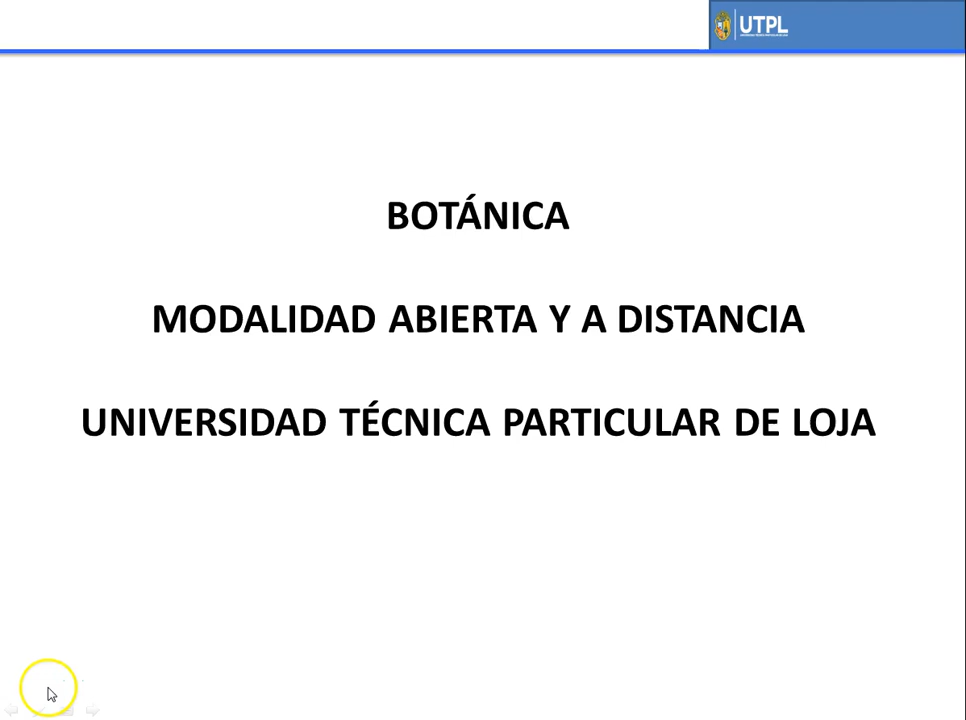 UTPL
BOTÁNICA
MODALIDAD ABIERTA Y A DISTANCIA
UNIVERSIDAD TÉCNICA PARTICULAR DE LOJA